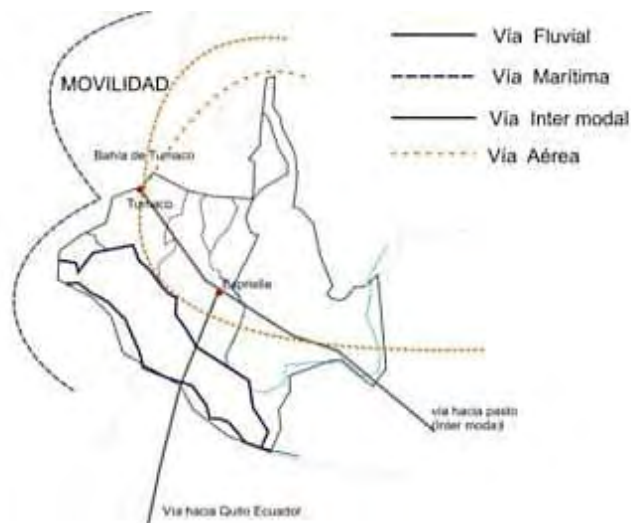 MOVILIDAD
Vía Fluvial
Vía Marítima
Vía Inter modal
Vía Aérea
Bahía de Tumaco
Tumaco
Espriella
vía hacia pasto
(Inter modal)
Vía hacia Quito Ecuador